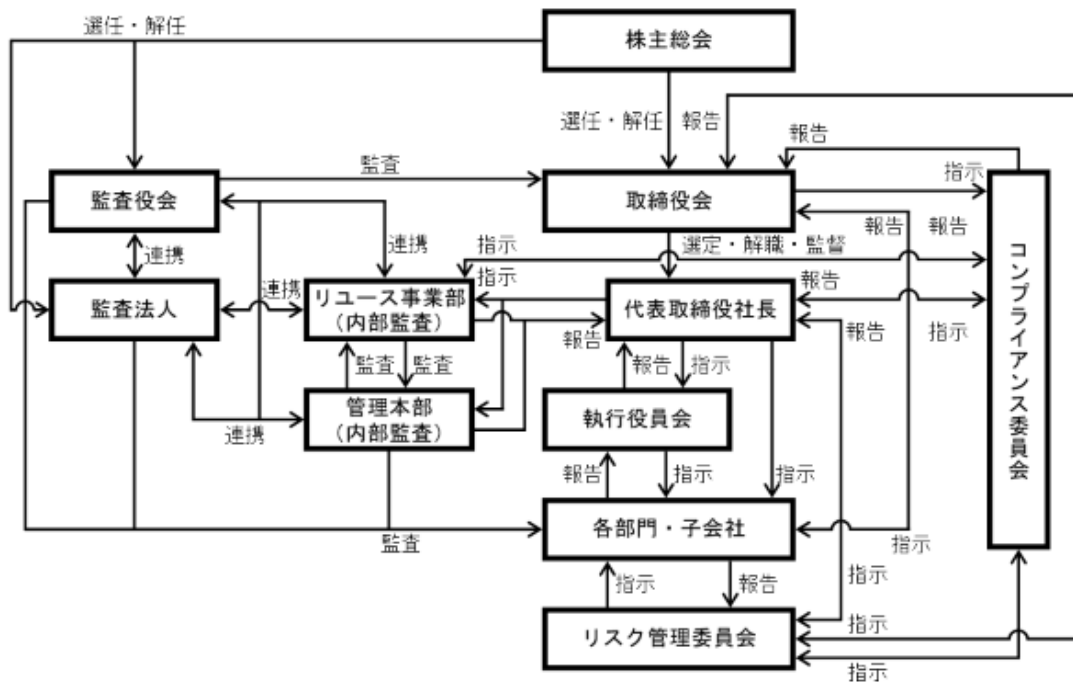 選任・解任
株主総会
選任・解任
報告
報告
監査役会
監査
取締役会
指示
連携
連携
指示
選定・解職・監督
報告
報告
監査法人
連携
リユース事業部
（内部監査）
指示
代表取締役社長
報告
報告
報告
指示
監査
監査
報告
指示
コンプライアンス委員会
管理本部
（内部監査）
連携
執行役員会
報告
指示
指示
各部門・子会社
監査
指示
指示
報告
指示
リスク管理委員会
指示
指示